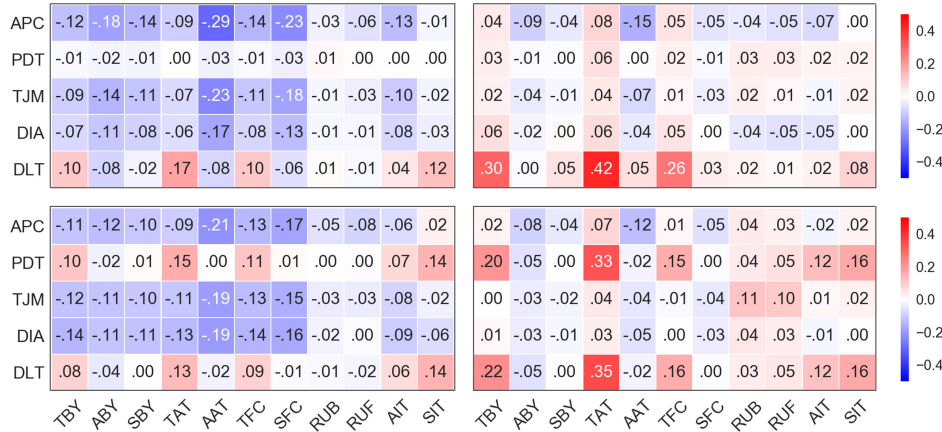 APC -.12 -.18 -.14 -.09 -.29 -.14 -.23 -.03 -.06 -.13 -.01 .04 -.09 -.04 .08 -.15 .05 -.05 -.04 -.05 -.07 .00 0.4
PDT -.01 -.02 -.01 .00 -.03 -.01 -.03 .01 .00 .00 .00 .03 -.01 .00 .06 .00 .02 -.01 .03 .03 .02 .02 0.2
TJM -.09 -.14 -.11 -.07 -.23 -.11 -.18 -.01 -.03 -.10 -.02 .02 -.04 -.01 .04 -.07 .01 -.03 .02 .01 -.01 .02 0.0
DIA -.07 -.11 -.08 -.06 -.17 -.08 -.13 -.01 -.01 -.08 -.03 .06 -.02 .00 .06 -.04 .05 .00 -.04 -.05 -.05 .00 -0.2
DLT .10 -.08 -.02 .17 -.08 .10 -.06 .01 -.01 .04 .12 .30 .00 .05 .42 .05 .26 .03 .02 .01 .02 .08 -0.4
APC -.11 -.12 -.10 -.09 -.21 -.13 -.17 -.05 -.08 -.06 .02 .02 -.08 -.04 .07 -.12 .01 -.05 .04 .03 -.02 .02 0.4
PDT .10 -.02 .01 .15 .00 .11 .01 .00 .00 .07 .14 .20 -.05 .00 .33 -.02 .15 .00 .04 .05 .12 .16 0.2
TJM -.12 -.11 -.10 -.11 -.19 -.13 -.15 -.03 -.03 -.08 -.02 .00 -.03 -.02 .04 -.04 -.01 -.04 .11 .10 .01 .02 0.0
DIA -.14 -.11 -.11 -.13 -.19 -.14 -.16 -.02 .00 -.09 -.06 .01 -.03 -.01 .03 -.05 .00 -.03 .04 .03 -.01 .00 -0.2
DLT .08 -.04 .00 .13 -.02 .09 -.01 -.01 -.02 .06 .14 .22 -.05 .00 .35 -.02 .16 .00 .03 .05 .12 .16 -0.4
TBY ABY SBY TAT AAT TFC SFC RUB RUF AIT SIT TBY ABY SBY TAT AAT TFC SFC RUB RUF AIT SIT